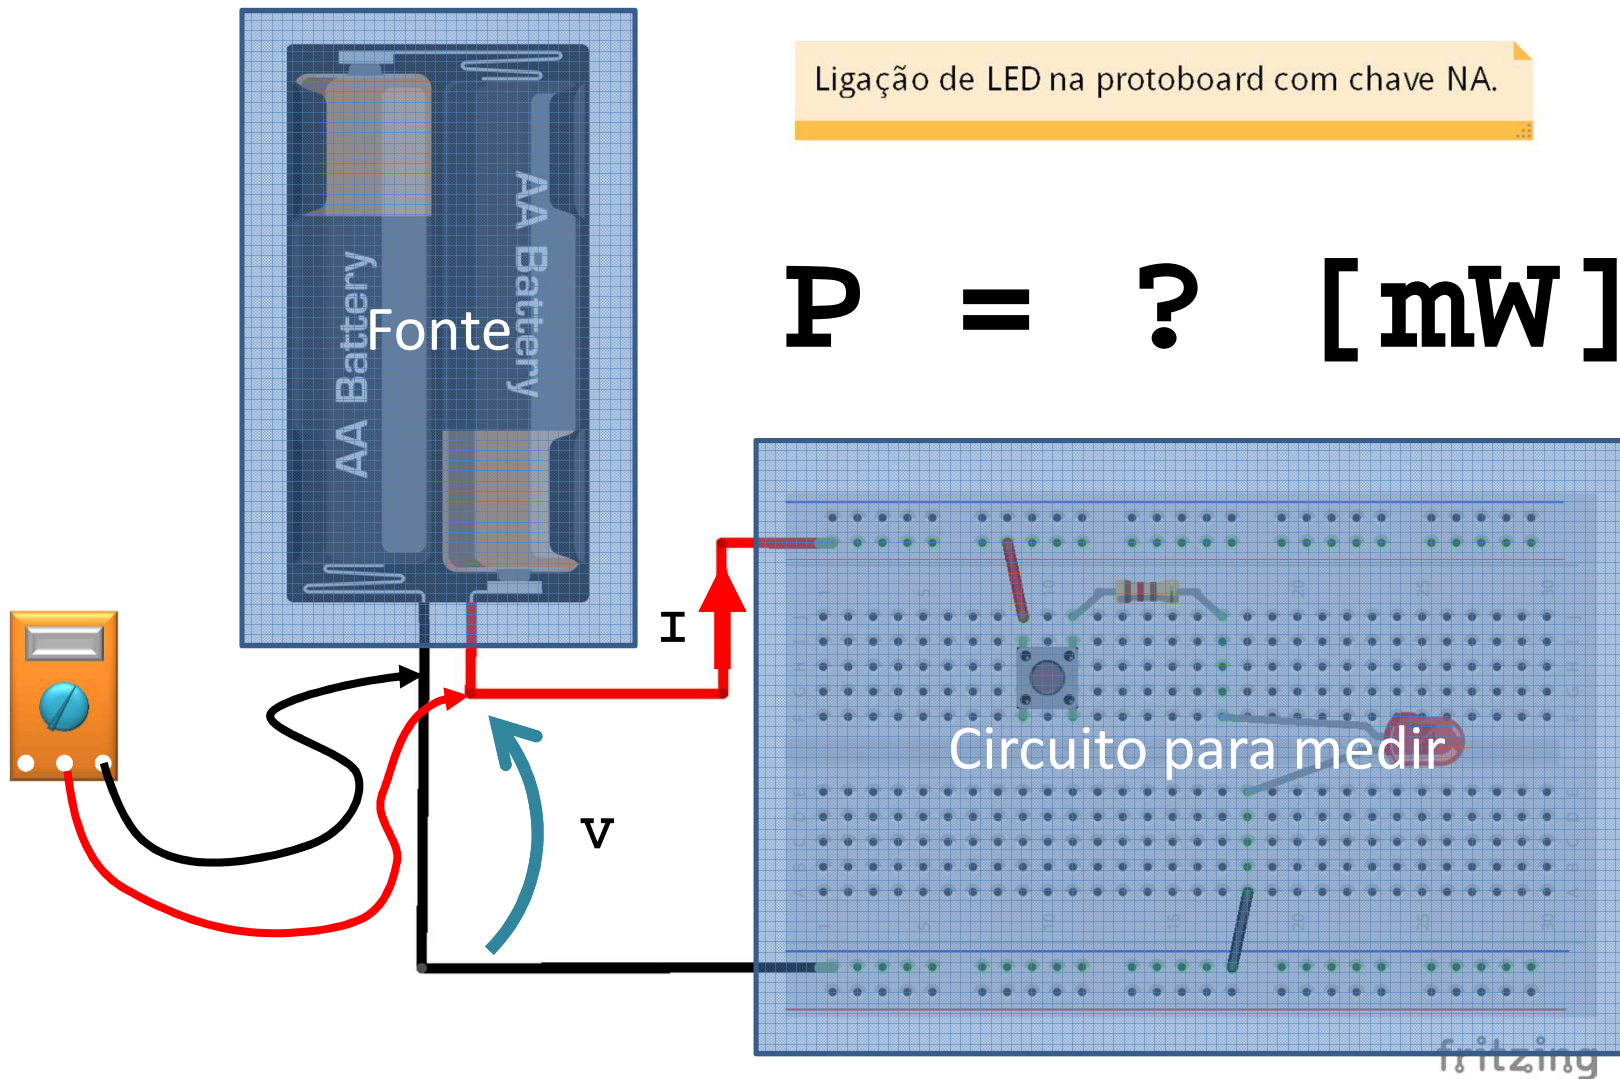 Ligação de LED na protoboard com chave NA.
AA Battery
AA Battery
Fonte
P = ? [mW]
I
V
Circuito para medir
fritzing